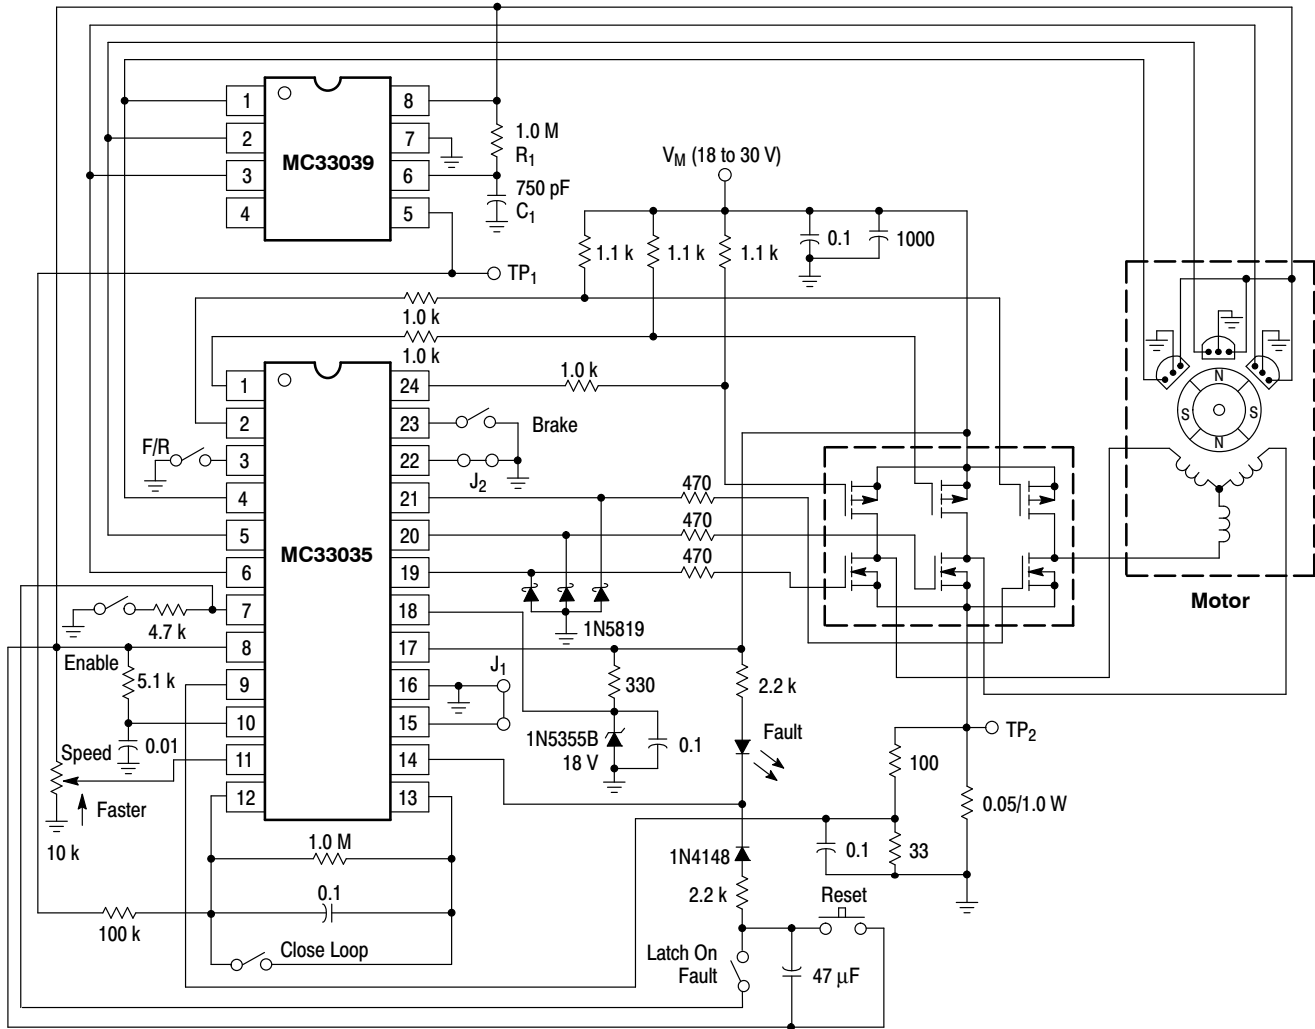 1
2
3
4
MC33039
8
7
6
5
1.0 M
R1
750 pF
C1
VM (18 to 30 V)
1.1 k
1.1 k
1.1 k
0.1
1000
TP1
1.0 k
1.0 k
1.0 k
F/R
1
2
3
4
5
6
7
8
9
10
11
12
MC33035
24
23
22
21
20
19
18
17
16
15
14
13
Brake
J2
470
470
470
1N5819
N
S
S
N
Motor
4.7 k
Enable
5.1 k
0.01
Speed
Faster
10 k
J1
330
1N5355B
18 V
0.1
2.2 k
Fault
TP2
100
0.05/1.0 W
0.1
33
1.0 M
0.1
100 k
Close Loop
1N4148
2.2 k
Reset
Latch On
Fault
47 μF